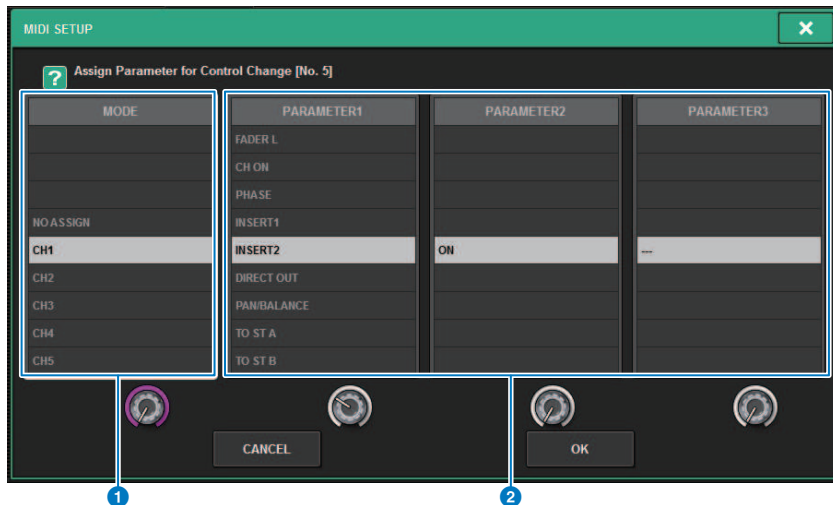 MIDI SETUP
?
Assign Parameter for Control Change [No. 5]
MODE
PARAMETER1
PARAMETER2
PARAMETER3
FADER L
CH ON
PHASE
NO ASSIGN
INSERT1
CH1
INSERT2
ON
---
CH2
DIRECT OUT
CH3
PAN/BALANCE
CH4
TO ST A
CH5
TO ST B
CANCEL
OK
1
2